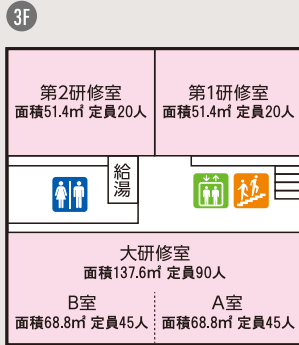 3F
第2研修室
面積51.4㎡ 定員20人
第1研修室
面積51.4㎡ 定員20人
給湯
大研修室
面積137.6㎡ 定員90人
B室
面積68.8㎡ 定員45人
A室
面積68.8㎡ 定員45人